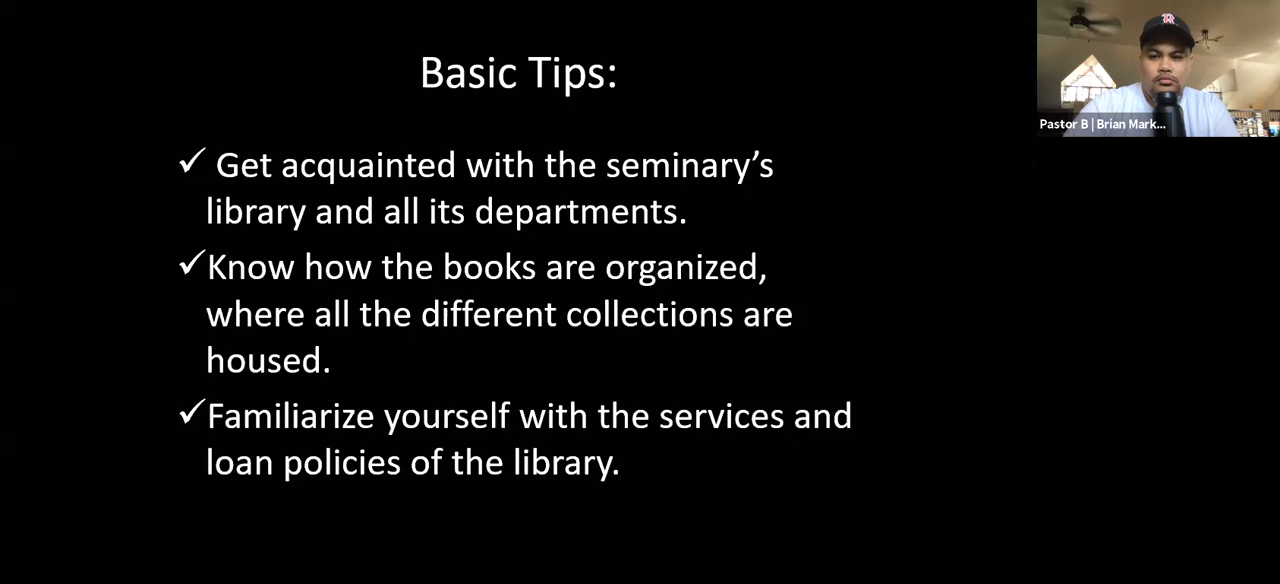 Basic Tips:
✓ Get acquainted with the seminary’s
library and all its departments.
✓Know how the books are organized,
where all the different collections are
housed.
✓Familiarize yourself with the services and
loan policies of the library.
Pastor B | Brian Mark...